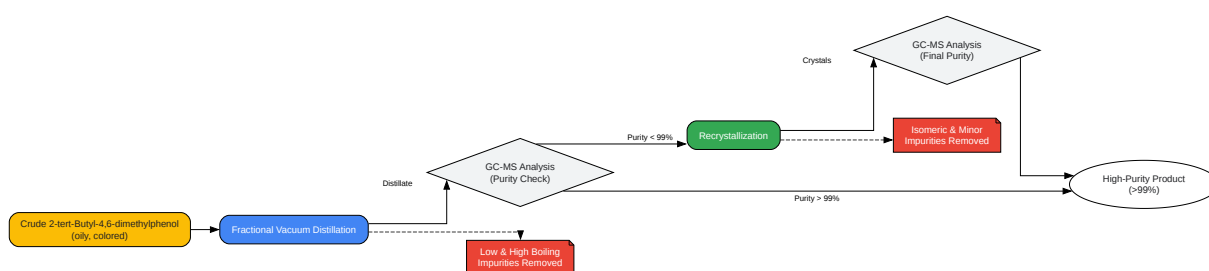 Crude 2-tert-Butyl-4,6-dimethylphenol
(oily, colored)
Fractional Vacuum Distillation
Distillate
Low & High Boiling
Impurities Removed
GC-MS Analysis
(Purity Check)
Purity < 99%
Purity > 99%
Recrystallization
Crystals
Isomeric & Minor
Impurities Removed
GC-MS Analysis
(Final Purity)
High-Purity Product
(>99%)